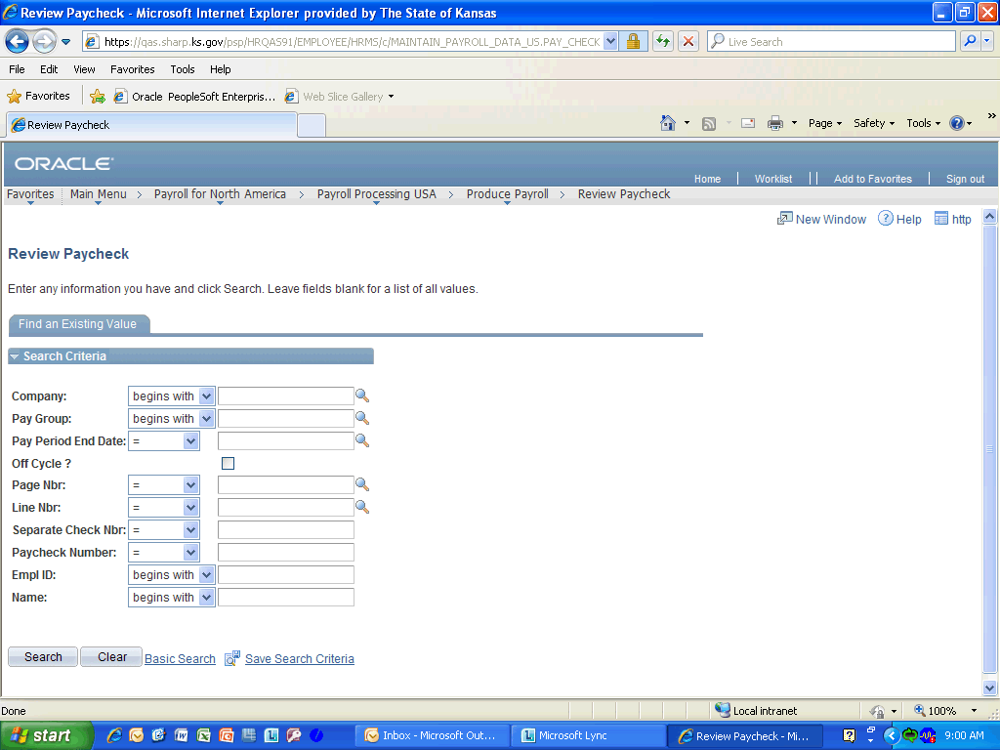 Review Paycheck - Microsoft Internet Explorer provided by The State of Kansas
https://qas.sharp.ks.gov/psp/HRQAS91/EMPLOYEE/HRMS/c/MAINTAIN_PAYROLL_DATA_US.PAY_CHECK
Live Search
File Edit View Favorites Tools Help
Favorites Oracle PeopleSoft Enterpris... Web Slice Gallery
Review Paycheck
Page Safety Tools »
ORACLE
Home Worklist Add to Favorites Sign out
Favorites Main Menu > Payroll for North America > Payroll Processing USA > Produce Payroll > Review Paycheck
New Window Help http
Review Paycheck
Enter any information you have and click Search. Leave fields blank for a list of all values.
Find an Existing Value
Search Criteria
Company: begins with
Pay Group: begins with
Pay Period End Date: =
Off Cycle ?
Page Nbr: =
Line Nbr: =
Separate Check Nbr: =
Paycheck Number: =
Empl ID: begins with
Name: begins with
Search Clear Basic Search Save Search Criteria
Done Local intranet 100%
start Inbox - Microsoft Out... Microsoft Lync Review Paycheck - Mi... 9:00 AM